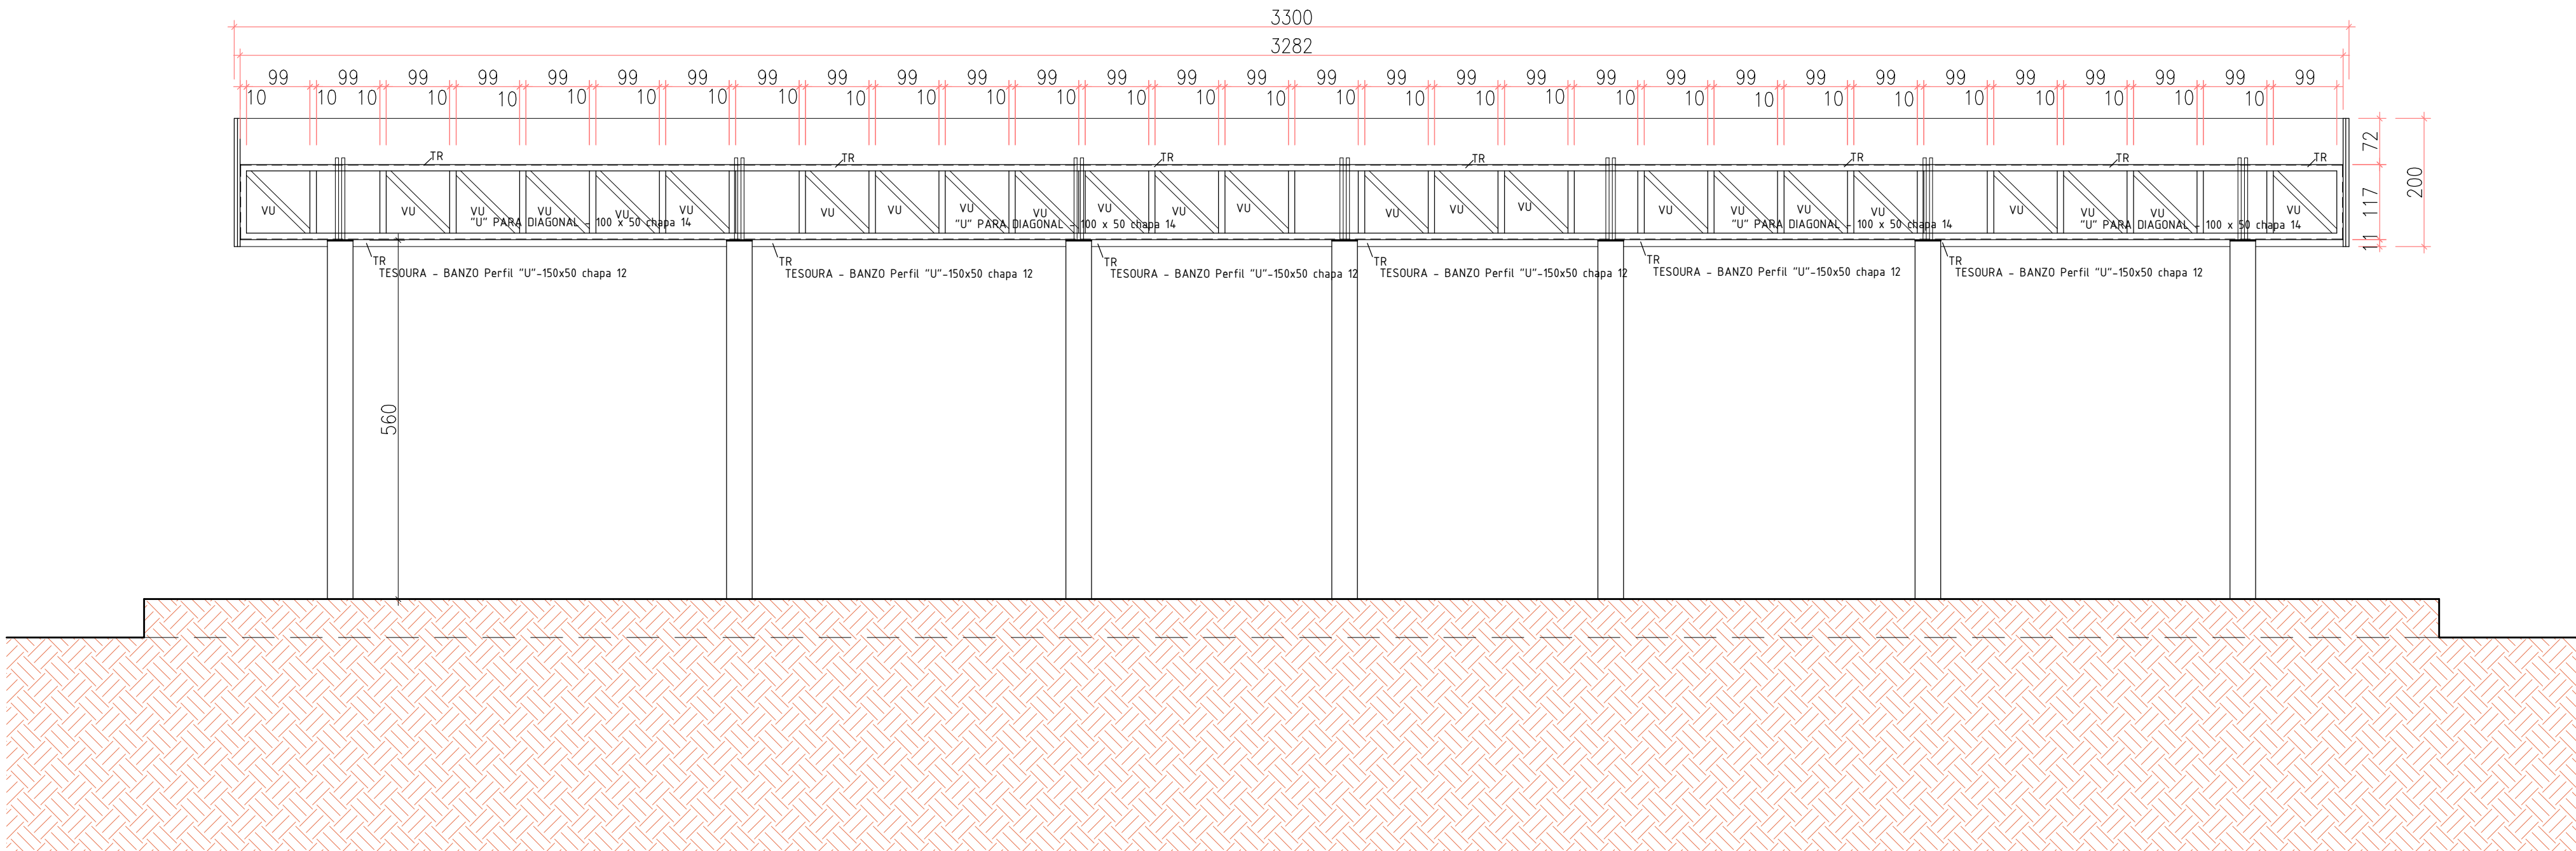 3300
3282
99 99 99 99 99 99 99 99 99 99 99 99 99 99 99 99 99 99 99 99 99 99 99 99 99 99 99 99 99 99
10 10 10 10 10 10 10 10 10 10 10 10 10 10 10 10 10 10 10 10 10 10 10 10 10 10 10 10 10 10
72
117
11
200
TR TR TR TR TR TR TR
VU VU VU VU VU VU VU VU VU VU VU VU VU VU VU VU VU VU VU VU VU VU VU VU
"U" PARA DIAGONAL - 100 x 50 chapa 14
"U" PARA DIAGONAL - 100 x 50 chapa 14
"U" PARA DIAGONAL - 100 x 50 chapa 14
"U" PARA DIAGONAL - 100 x 50 chapa 14
TR TR TR TR TR TR
TESOURA - BANZO Perfil "U"-150x50 chapa 12
TESOURA - BANZO Perfil "U"-150x50 chapa 12
TESOURA - BANZO Perfil "U"-150x50 chapa 12
TESOURA - BANZO Perfil "U"-150x50 chapa 12
TESOURA - BANZO Perfil "U"-150x50 chapa 12
TESOURA - BANZO Perfil "U"-150x50 chapa 12
560